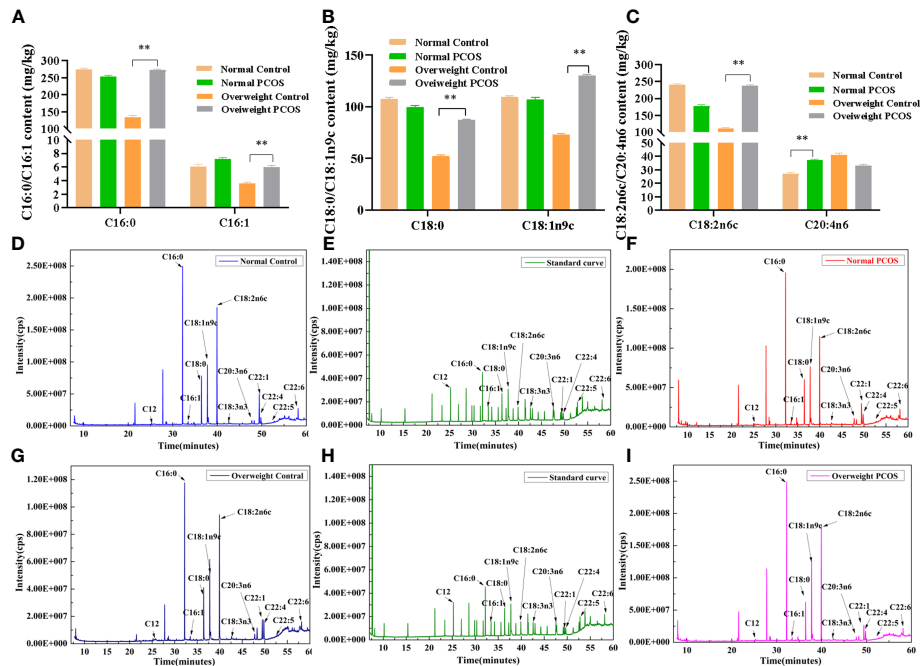 A
B
C
C16:0/C16:1 content (mg/kg)
300
250
200
150
100
10
8
6
4
2
0
**
**
Normal Control
Normal PCOS
Overweight Control
Oveiweight PCOS
C16:0
C16:1
C18:0/C18:1n9c content (mg/kg)
150
100
50
0
Normal Control
Normal PCOS
Overweight Control
Oveiweight PCOS
**
**
C18:0
C18:1n9c
C18:2n6c/C20:4n6 content (mg/kg)
300
250
200
150
100
50
40
30
20
10
0
**
**
Normal Control
Normal PCOS
Overweight Control
Oveiweight PCOS
C18:2n6c
C20:4n6
D
E
F
Intensity(cps)
2.50E+008
2.00E+008
1.50E+008
1.00E+008
5.00E+007
0.00E+000
C16:0
Normal Control
C18:2n6c
C18:1n9c
C18:0
C20:3n6
C22:1
C22:4
C22:6
C16:1
C12
C18:3n3
C22:5
10 20 30 40 50 60
Time(minutes)
Intensity(cps)
1.40E+008
1.20E+008
1.00E+008
8.00E+007
6.00E+007
4.00E+007
2.00E+007
0.00E+000
Standard curve
C18:2n6c
C18:1n9c
C16:0
C18:0
C20:3n6
C22:4
C12
C22:1
C22:6
C16:1
C18:3n3
C22:5
10 15 20 25 30 35 40 45 50 55 60
Time(minutes)
Intensity(cps)
2.00E+008
1.50E+008
1.00E+008
5.00E+007
0.00E+000
C16:0
Normal PCOS
C18:1n9c
C18:2n6c
C18:0
C20:3n6
C22:1
C22:4
C22:6
C16:1
C12
C18:3n3
C22:5
10 20 30 40 50 60
Time(minutes)
G
H
I
Intensity(cps)
1.20E+008
1.00E+008
8.00E+007
6.00E+007
4.00E+007
2.00E+007
0.00E+000
C16:0
Overweight Contral
C18:2n6c
C18:1n9c
C18:0
C20:3n6
C22:1
C22:4
C22:6
C16:1
C12
C18:3n3
C22:5
10 20 30 40 50 60
Time(minutes)
Intensity(cps)
1.40E+008
1.20E+008
1.00E+008
8.00E+007
6.00E+007
4.00E+007
2.00E+007
0.00E+000
Standard curve
C18:2n6c
C18:1n9c
C16:0
C18:0
C20:3n6
C22:4
C12
C22:1
C22:6
C16:1
C18:3n3
C22:5
10 15 20 25 30 35 40 45 50 55 60
Time(minutes)
Intensity(cps)
2.50E+008
2.00E+008
1.50E+008
1.00E+008
5.00E+007
0.00E+000
C16:0
Overweight PCOS
C18:1n9c
C18:2n6c
C18:0
C20:3n6
C22:1
C22:4
C22:6
C16:1
C12
C18:3n3
C22:5
10 20 30 40 50 60
Time(minutes)